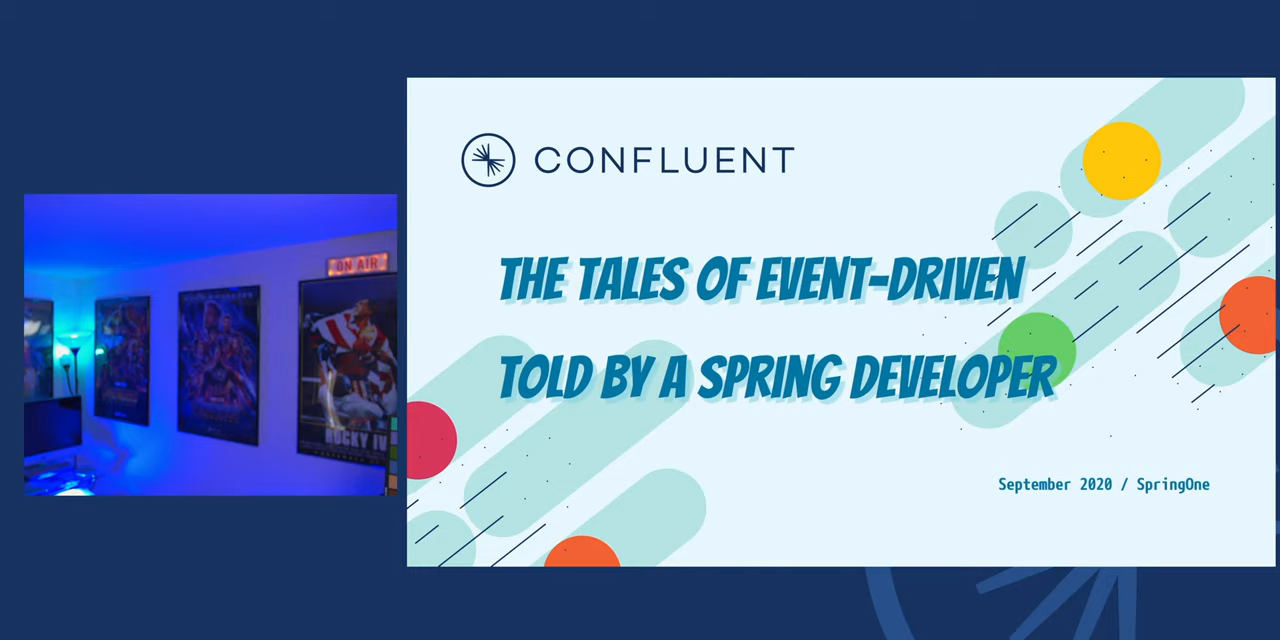 ON AIR
ROCKY IV
CONFLUENT
THE TALES OF EVENT-DRIVEN
TOLD BY A SPRING DEVELOPER
September 2020 / SpringOne